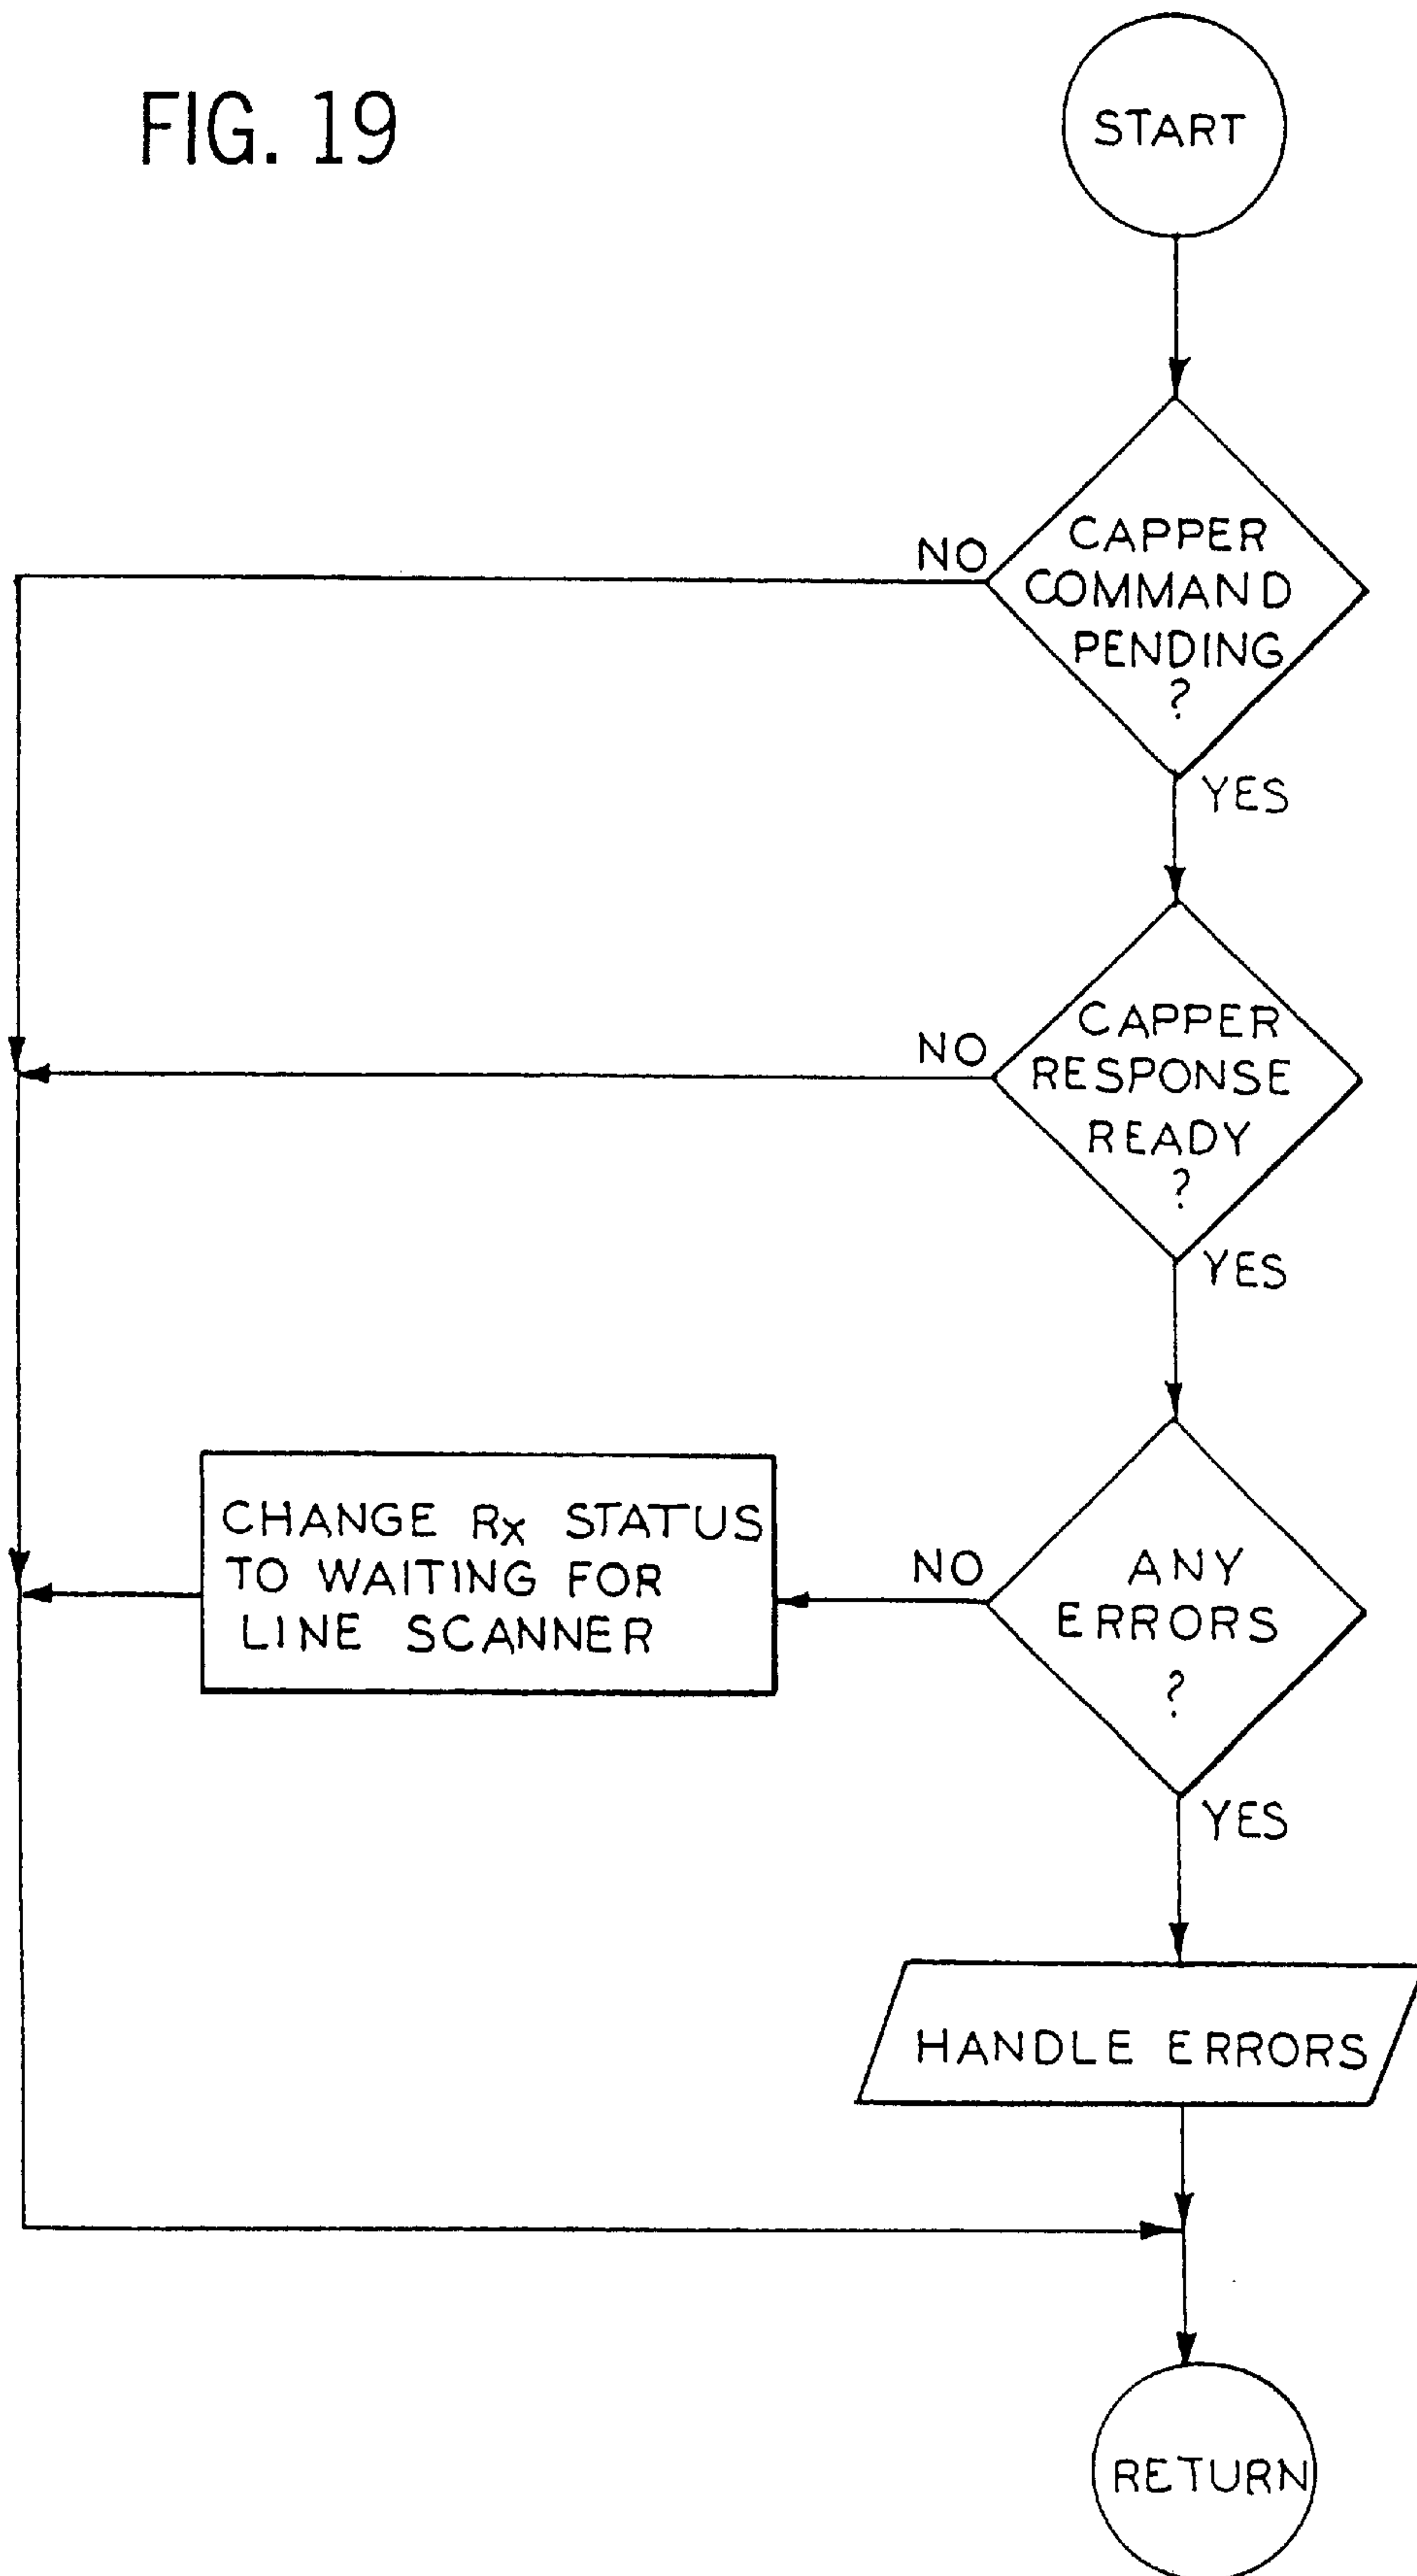 FIG. 19
START
NO
CAPPER
COMMAND
PENDING
?
YES
NO
CAPPER
RESPONSE
READY
?
YES
CHANGE Rx STATUS
TO WAITING FOR
LINE SCANNER
NO
ANY
ERRORS
?
YES
HANDLE ERRORS
RETURN